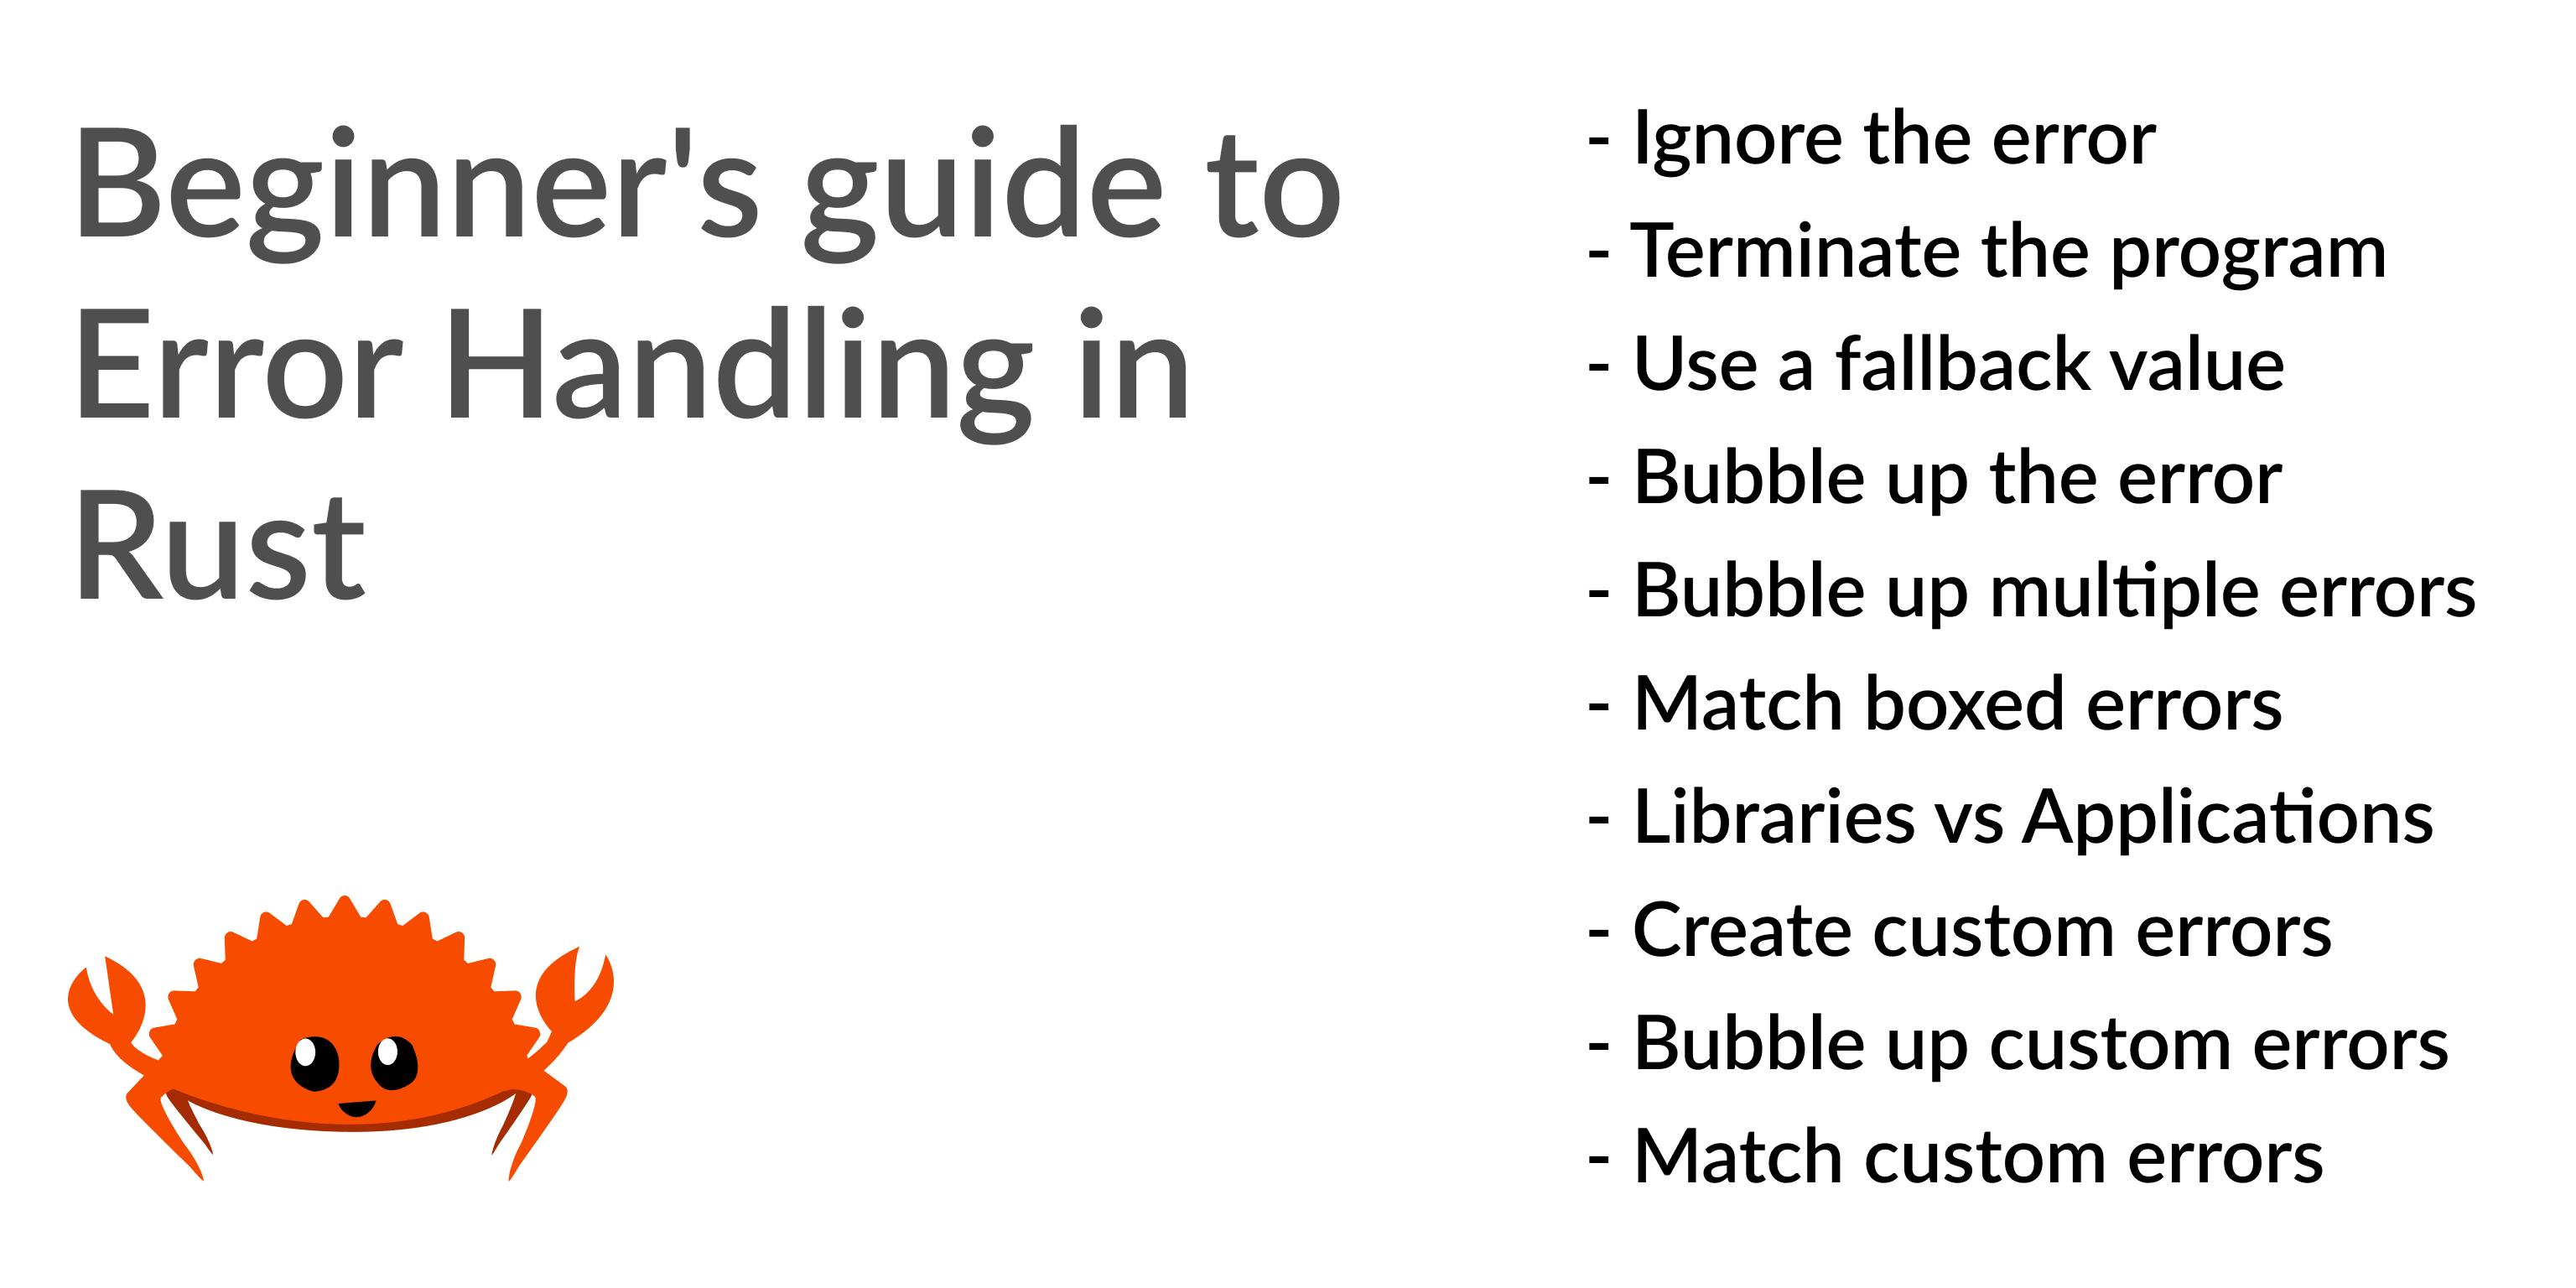 Beginner's guide to
Error Handling in
Rust
- Ignore the error
- Terminate the program
- Use a fallback value
- Bubble up the error
- Bubble up multiple errors
- Match boxed errors
- Libraries vs Applications
- Create custom errors
- Bubble up custom errors
- Match custom errors